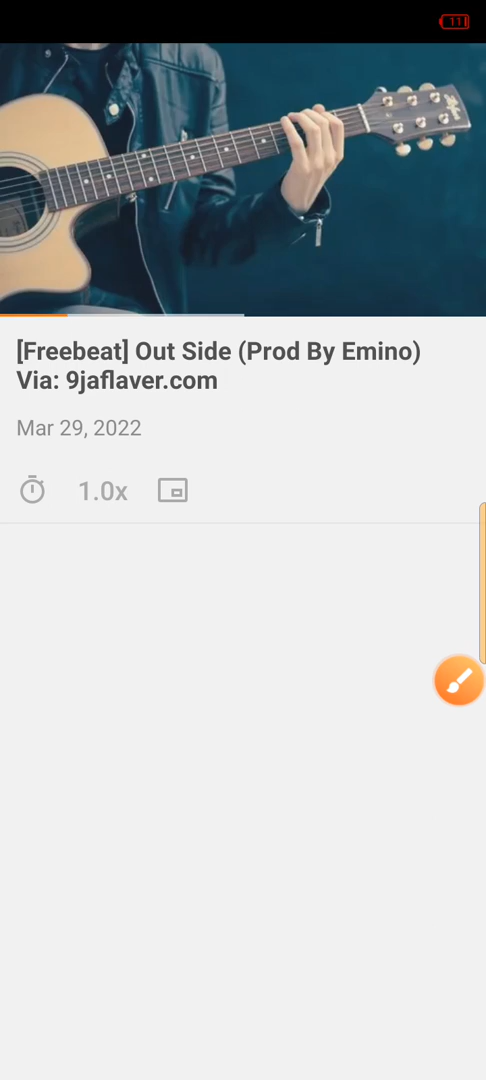 11
[Freebeat] Out Side (Prod By Emino)
Via: 9jaflaver.com
Mar 29, 2022
1.0x